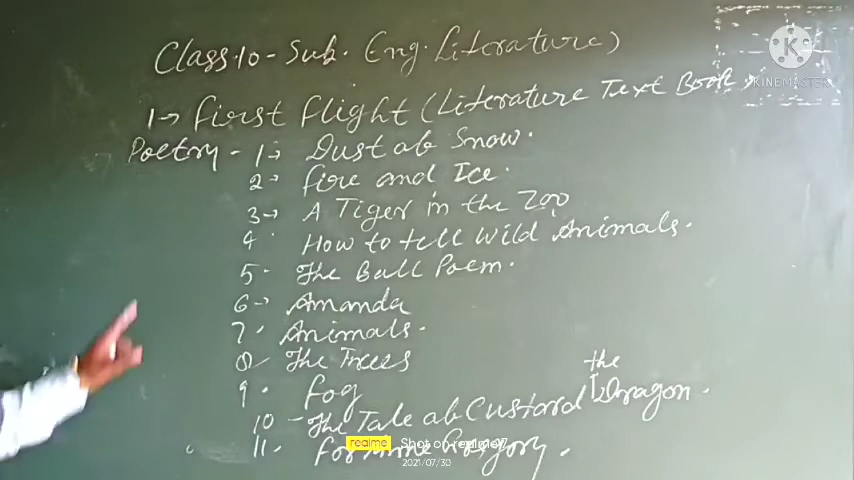 Class.10 - Sub. Eng. Literature)
KINEMASTER
1→ First Flight (Literature Text Book.)
Poetry - 1→ Dust of Snow.
2→ Fire and Ice.
3→ A Tiger in the Zoo
4. How to tell Wild Animals.
5. The Ball Poem.
6→ Amanda
7. Animals.
8 The Trees
9. Fog
the
10 - The Tale of Custard Dragon.
11. For Anne Gregory.
realme Shot on realme
2021/07/30